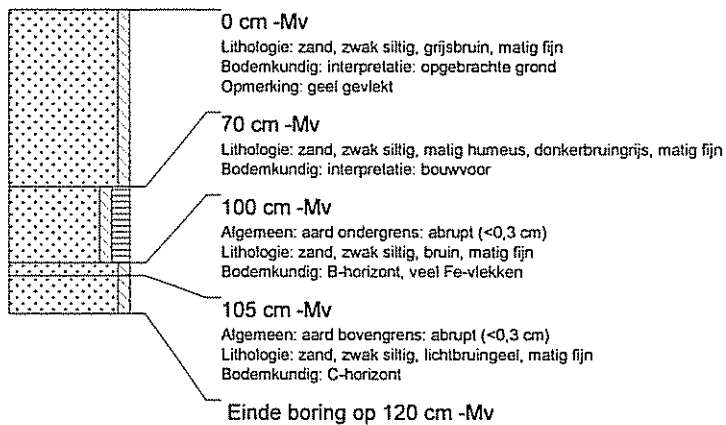 0 cm -Mv
Lithologie: zand, zwak siltig, grijsbruin, matig fijn
Bodemkundig: interpretatie: opgebrachte grond
Opmerking: geel gevlekt
70 cm -Mv
Lithologie: zand, zwak siltig, matig humeus, donkerbruingrijs, matig fijn
Bodemkundig: interpretatie: bouwvoor
100 cm -Mv
Algemeen: aard ondergrens: abrupt (<0,3 cm)
Lithologie: zand, zwak siltig, bruin, matig fijn
Bodemkundig: B-horizont, veel Fe-vlekken
105 cm -Mv
Algemeen: aard bovengrens: abrupt (<0,3 cm)
Lithologie: zand, zwak siltig, lichtbruingeel, matig fijn
Bodemkundig: C-horizont
Einde boring op 120 cm -Mv